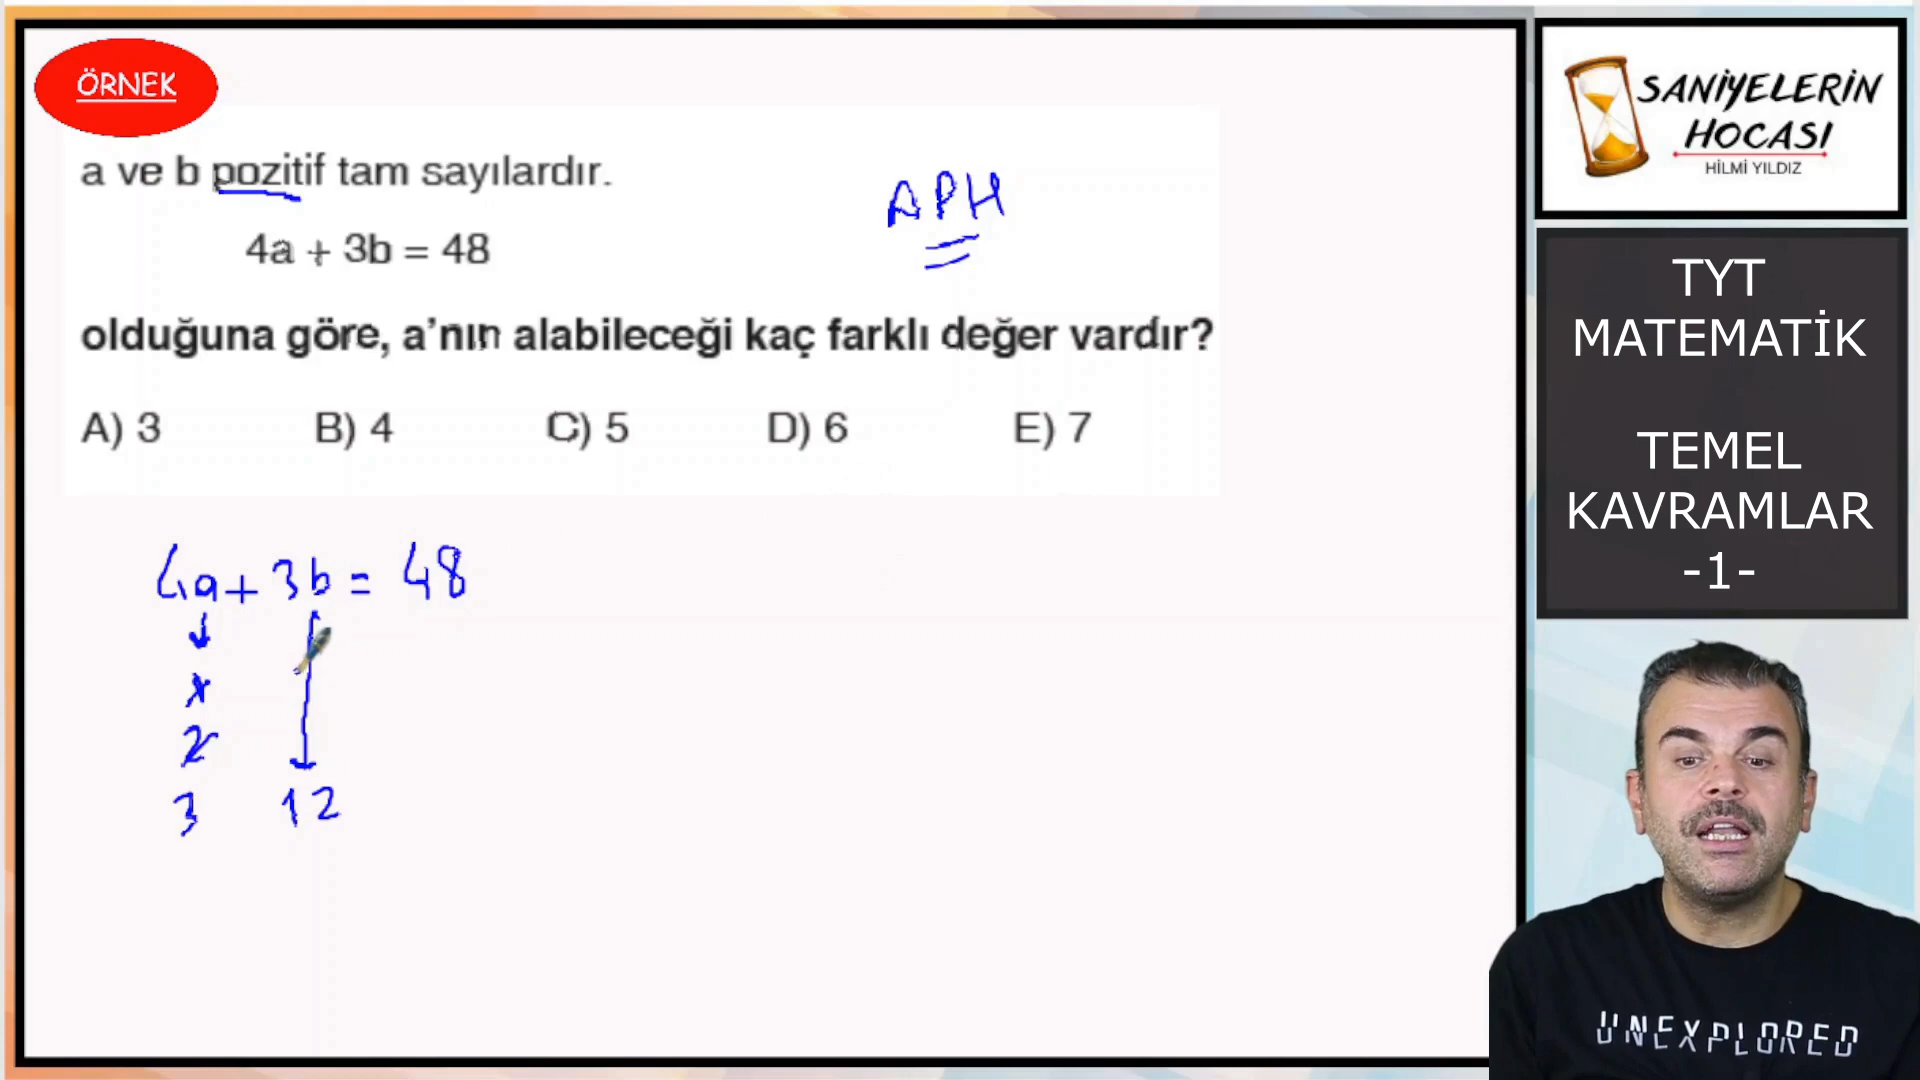 ÖRNEK
a ve b pozitif tam sayılardır.
4a + 3b = 48
olduğuna göre, a'nın alabileceği kaç farklı değer vardır?
A) 3 B) 4 C) 5 D) 6 E) 7
APH
4a + 3b = 48
1
2
3 12
SANİYELERİN
HOCASI
HİLMİ YILDIZ
TYT
MATEMATİK
TEMEL
KAVRAMLAR
-1-
UNEXPLORED